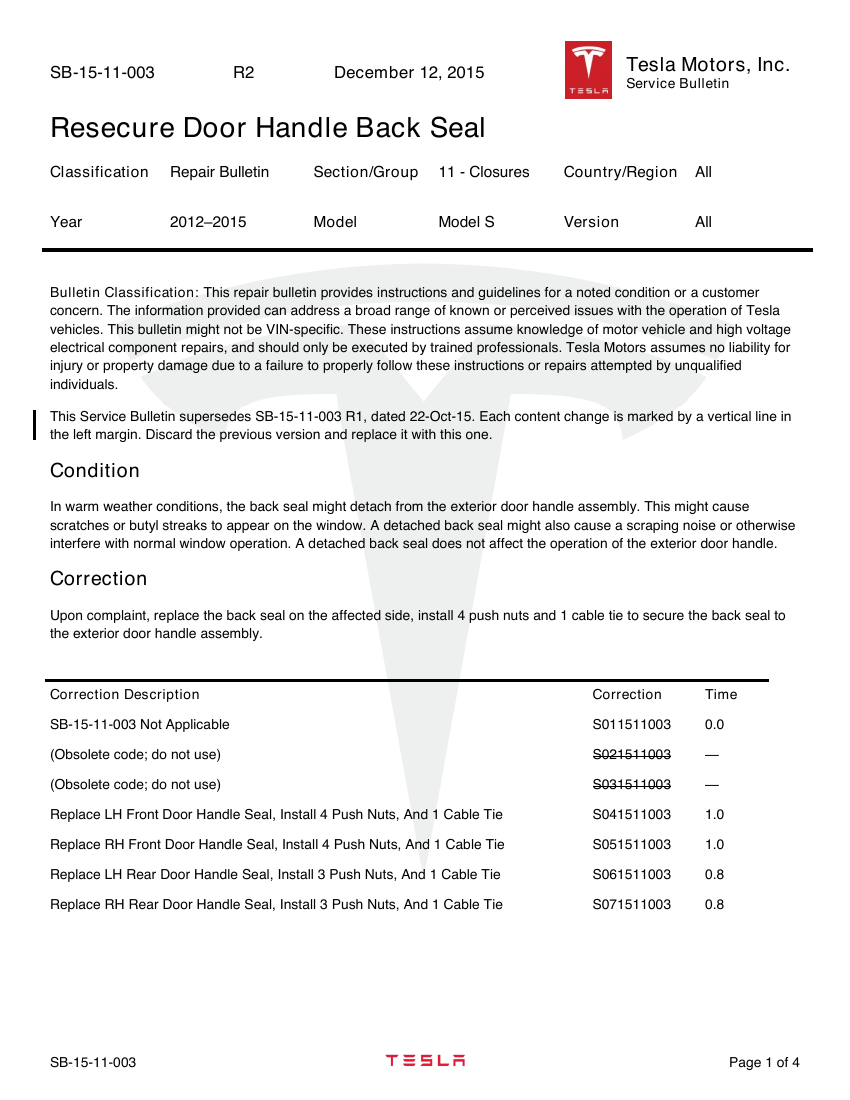 SB-15-11-003 R2 December 12, 2015
TESLA
Tesla Motors, Inc.
Service Bulletin
Resecure Door Handle Back Seal
Classification Repair Bulletin Section/Group 11 - Closures Country/Region All
Year 2012–2015 Model Model S Version All
Bulletin Classification: This repair bulletin provides instructions and guidelines for a noted condition or a customer
concern. The information provided can address a broad range of known or perceived issues with the operation of Tesla
vehicles. This bulletin might not be VIN-specific. These instructions assume knowledge of motor vehicle and high voltage
electrical component repairs, and should only be executed by trained professionals. Tesla Motors assumes no liability for
injury or property damage due to a failure to properly follow these instructions or repairs attempted by unqualified
individuals.
This Service Bulletin supersedes SB-15-11-003 R1, dated 22-Oct-15. Each content change is marked by a vertical line in
the left margin. Discard the previous version and replace it with this one.
Condition
In warm weather conditions, the back seal might detach from the exterior door handle assembly. This might cause
scratches or butyl streaks to appear on the window. A detached back seal might also cause a scraping noise or otherwise
interfere with normal window operation. A detached back seal does not affect the operation of the exterior door handle.
Correction
Upon complaint, replace the back seal on the affected side, install 4 push nuts and 1 cable tie to secure the back seal to
the exterior door handle assembly.
Correction Description Correction Time
SB-15-11-003 Not Applicable S011511003 0.0
(Obsolete code; do not use) S021511003 —
(Obsolete code; do not use) S031511003 —
Replace LH Front Door Handle Seal, Install 4 Push Nuts, And 1 Cable Tie S041511003 1.0
Replace RH Front Door Handle Seal, Install 4 Push Nuts, And 1 Cable Tie S051511003 1.0
Replace LH Rear Door Handle Seal, Install 3 Push Nuts, And 1 Cable Tie S061511003 0.8
Replace RH Rear Door Handle Seal, Install 3 Push Nuts, And 1 Cable Tie S071511003 0.8
SB-15-11-003 TESLA Page 1 of 4